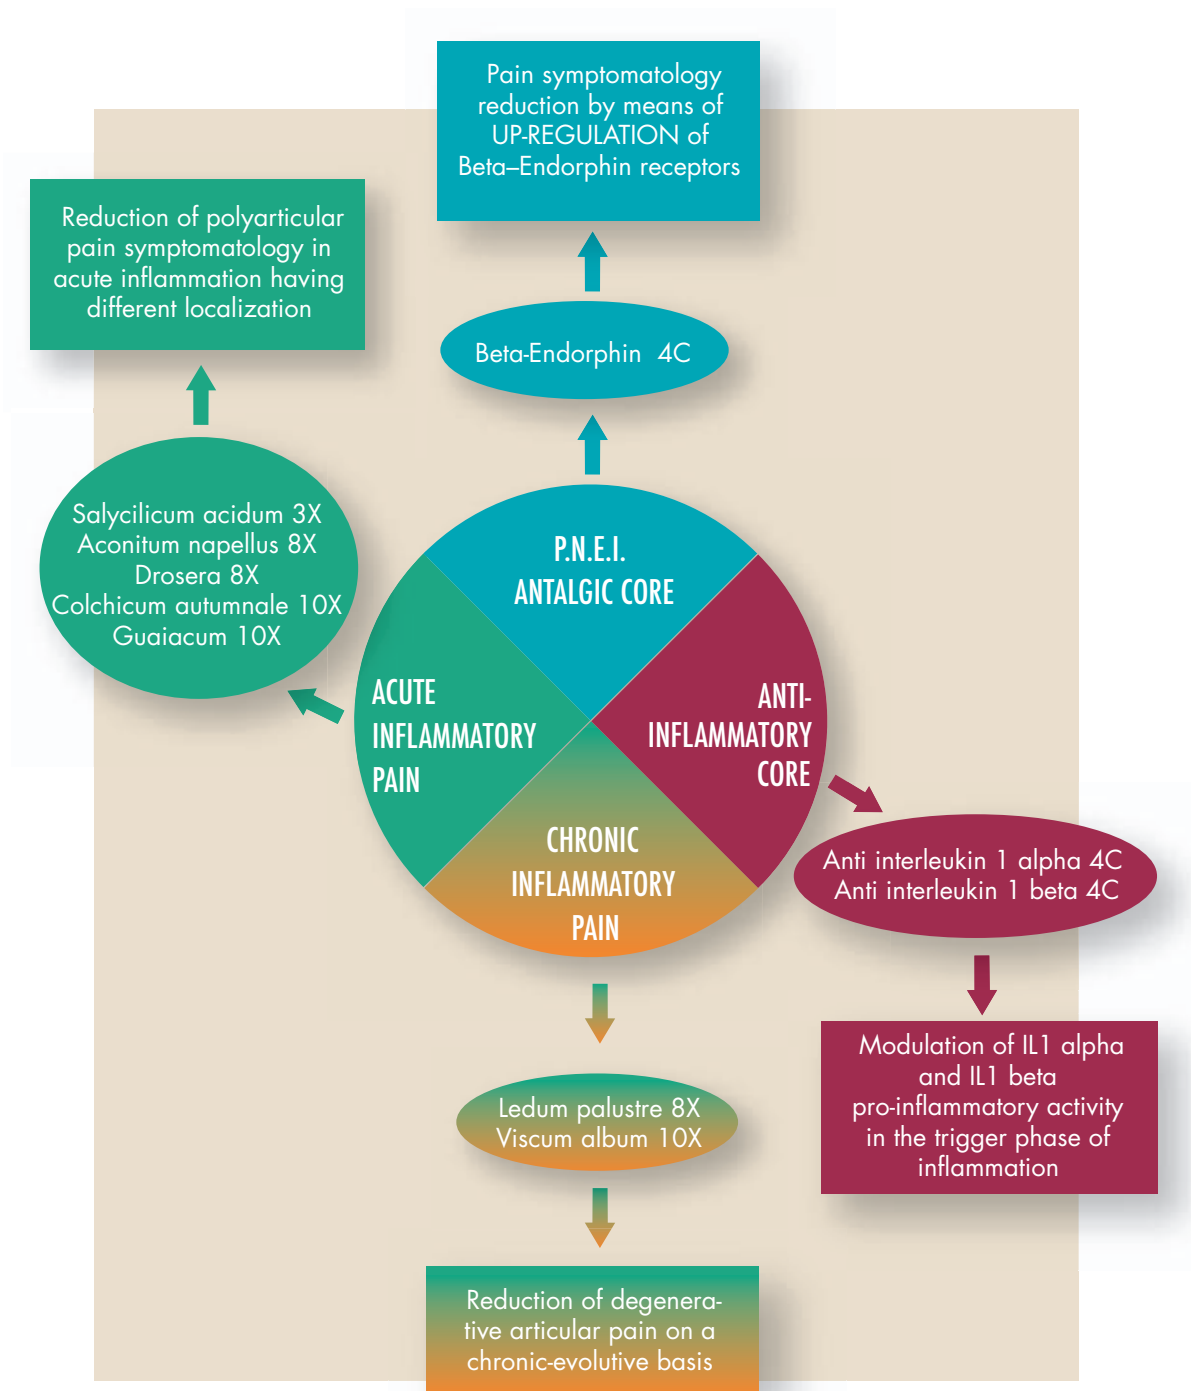 Pain symptomatology
reduction by means of
UP-REGULATION of
Beta–Endorphin receptors
Reduction of polyarticular
pain symptomatology in
acute inflammation having
different localization
Beta-Endorphin 4C
Salycilicum acidum 3X
Aconitum napellus 8X
Drosera 8X
Colchicum autumnale 10X
Guaiacum 10X
P.N.E.I.
ANTALGIC CORE
ACUTE
INFLAMMATORY
PAIN
ANTI-
INFLAMMATORY
CORE
CHRONIC
INFLAMMATORY
PAIN
Anti interleukin 1 alpha 4C
Anti interleukin 1 beta 4C
Modulation of IL1 alpha
and IL1 beta
pro-inflammatory activity
in the trigger phase of
inflammation
Ledum palustre 8X
Viscum album 10X
Reduction of degenera-
tive articular pain on a
chronic-evolutive basis